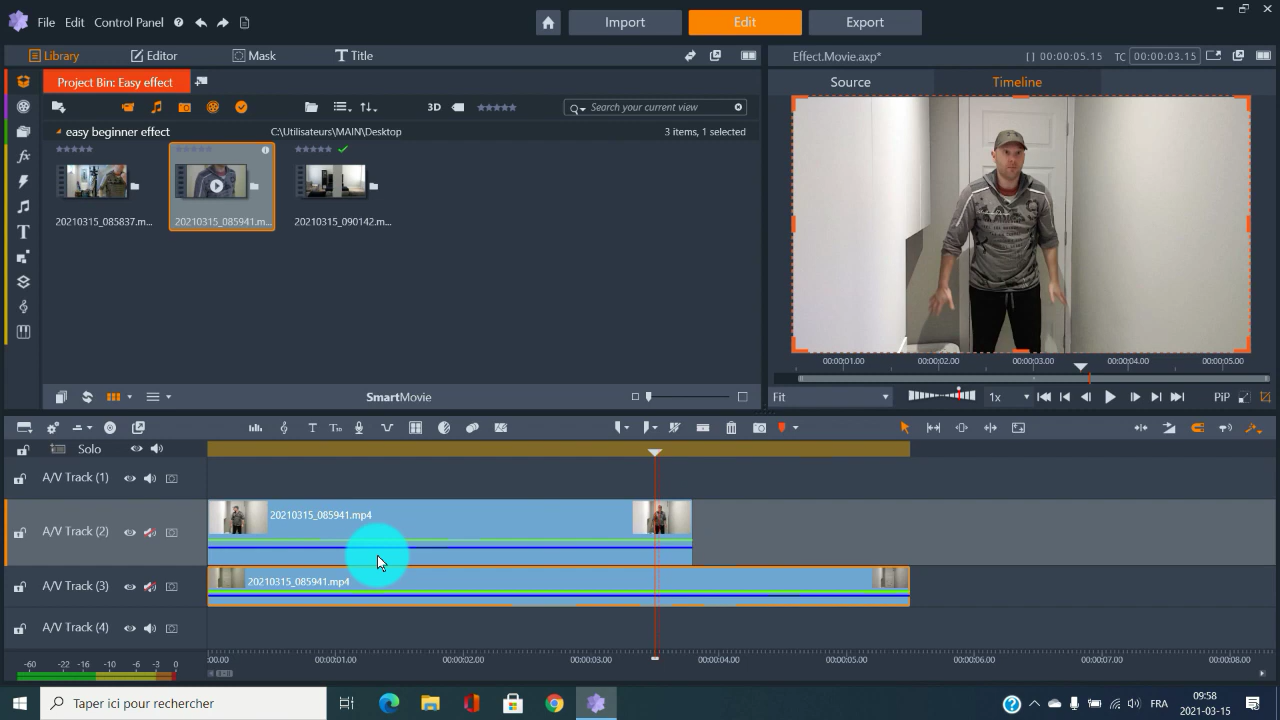 File Edit Control Panel
Import Edit Export
Library Editor Mask Title
Effect.Movie.axp* [] 00:00:05.15 TC 00:00:03.15
Project Bin: Easy effect
Source Timeline
3D Search your current view
easy beginner effect C:\Utilisateurs\MAIN\Desktop 3 items, 1 selected
20210315_085837.m... 20210315_085941.m... 20210315_090142.m...
00:00:01.00 00:00:02.00 00:00:03.00 00:00:04.00 00:00:05.00
SmartMovie
Fit 1x PiP
Solo
A/V Track (1)
20210315_085941.mp4
A/V Track (2)
20210315_085941.mp4
A/V Track (3)
A/V Track (4)
-60 -22 -16 -10 -6 -3 0
:00.00 00:00:01.00 00:00:02.00 00:00:03.00 00:00:04.00 00:00:05.00 00:00:06.00 00:00:07.00 00:00:08.00
Taper ici pour rechercher
FRA
09:58
2021-03-15